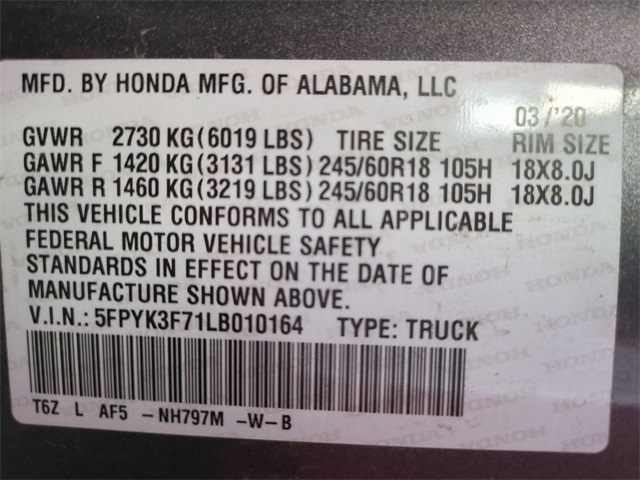 MFD. BY HONDA MFG. OF ALABAMA, LLC
03/'20
GVWR 2730 KG(6019 LBS) TIRE SIZE RIM SIZE
GAWR F 1420 KG(3131 LBS)245/60R18 105H 18X8.0J
GAWR R 1460 KG(3219 LBS)245/60R18 105H 18X8.0J
THIS VEHICLE CONFORMS TO ALL APPLICABLE
FEDERAL MOTOR VEHICLE SAFETY
STANDARDS IN EFFECT ON THE DATE OF
MANUFACTURE SHOWN ABOVE.
V.I.N.: 5FPYK3F71LB010164 TYPE: TRUCK
T6Z L AF5 -NH797M -W-B